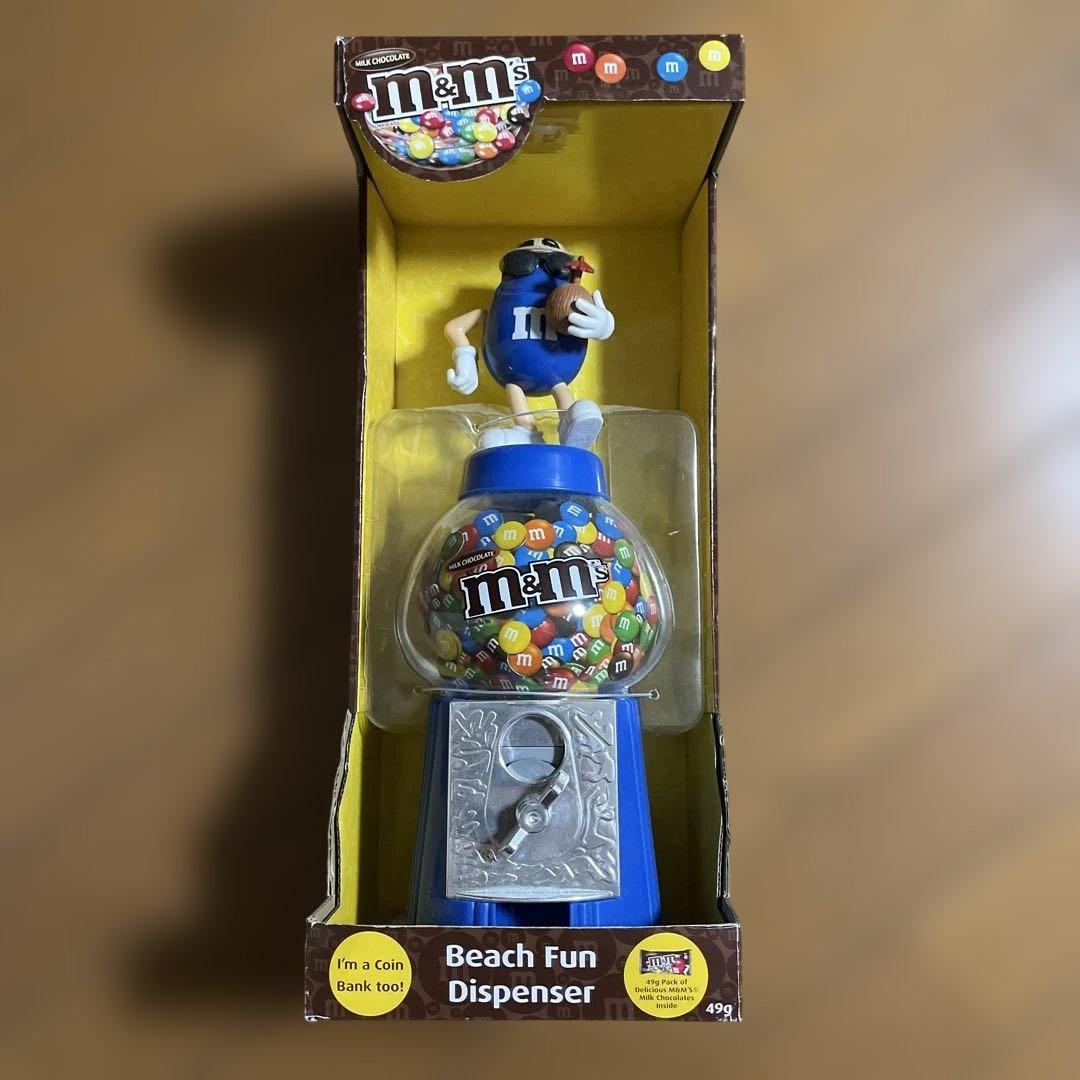 MILK CHOCOLATE
m&m's
m
m
m
m
m
MILK CHOCOLATE
m&m's
I'm a Coin
Bank too!
Beach Fun
Dispenser
m&m's
49g Pack of
Delicious M&M'S®
Milk Chocolates
Inside
49g